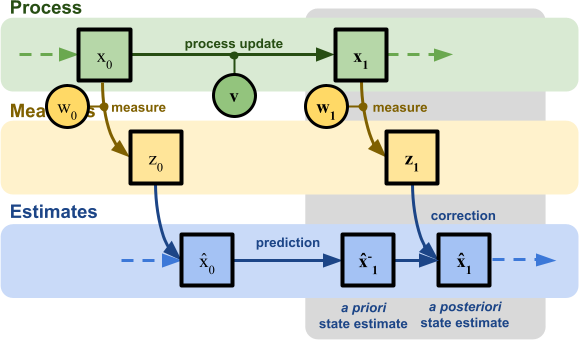 Process
x₀
process update
x₁
v
w₀
measure
w₁
measure
Mea s
z₀
z₁
Estimates
correction
prediction
x̂₀
x̂⁻₁
x̂₁
a priori
state estimate
a posteriori
state estimate